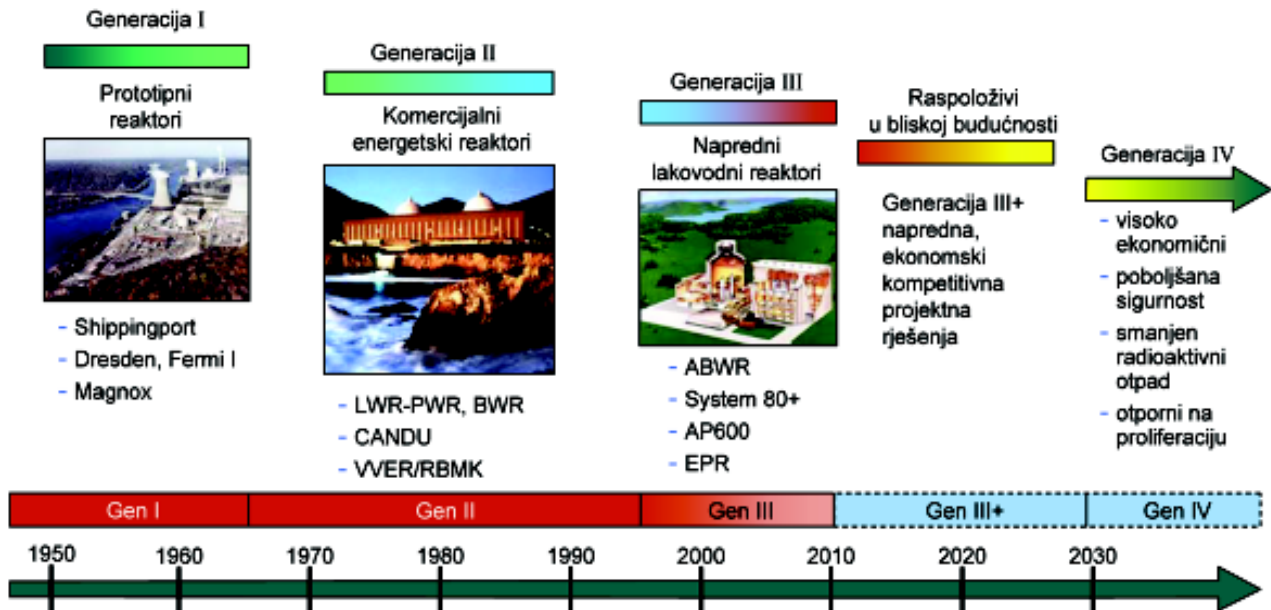 Generacija I
Prototipni
reaktori
- Shippingport
- Dresden, Fermi I
- Magnox
Generacija II
Komercijalni
energetski reaktori
- LWR-PWR, BWR
- CANDU
- VVER/RBMK
Generacija III
Napredni
lakovodni reaktori
- ABWR
- System 80+
- AP600
- EPR
Raspoloživi
u bliskoj budućnosti
Generacija III+
napredna,
ekonomski
kompetitivna
projektna
rješenja
Generacija IV
- visoko
ekonomični
- poboljšana
sigurnost
- smanjen
radioaktivni
otpad
- otporni na
proliferaciju
Gen I
Gen II
Gen III
Gen III+
Gen IV
1950
1960
1970
1980
1990
2000
2010
2020
2030